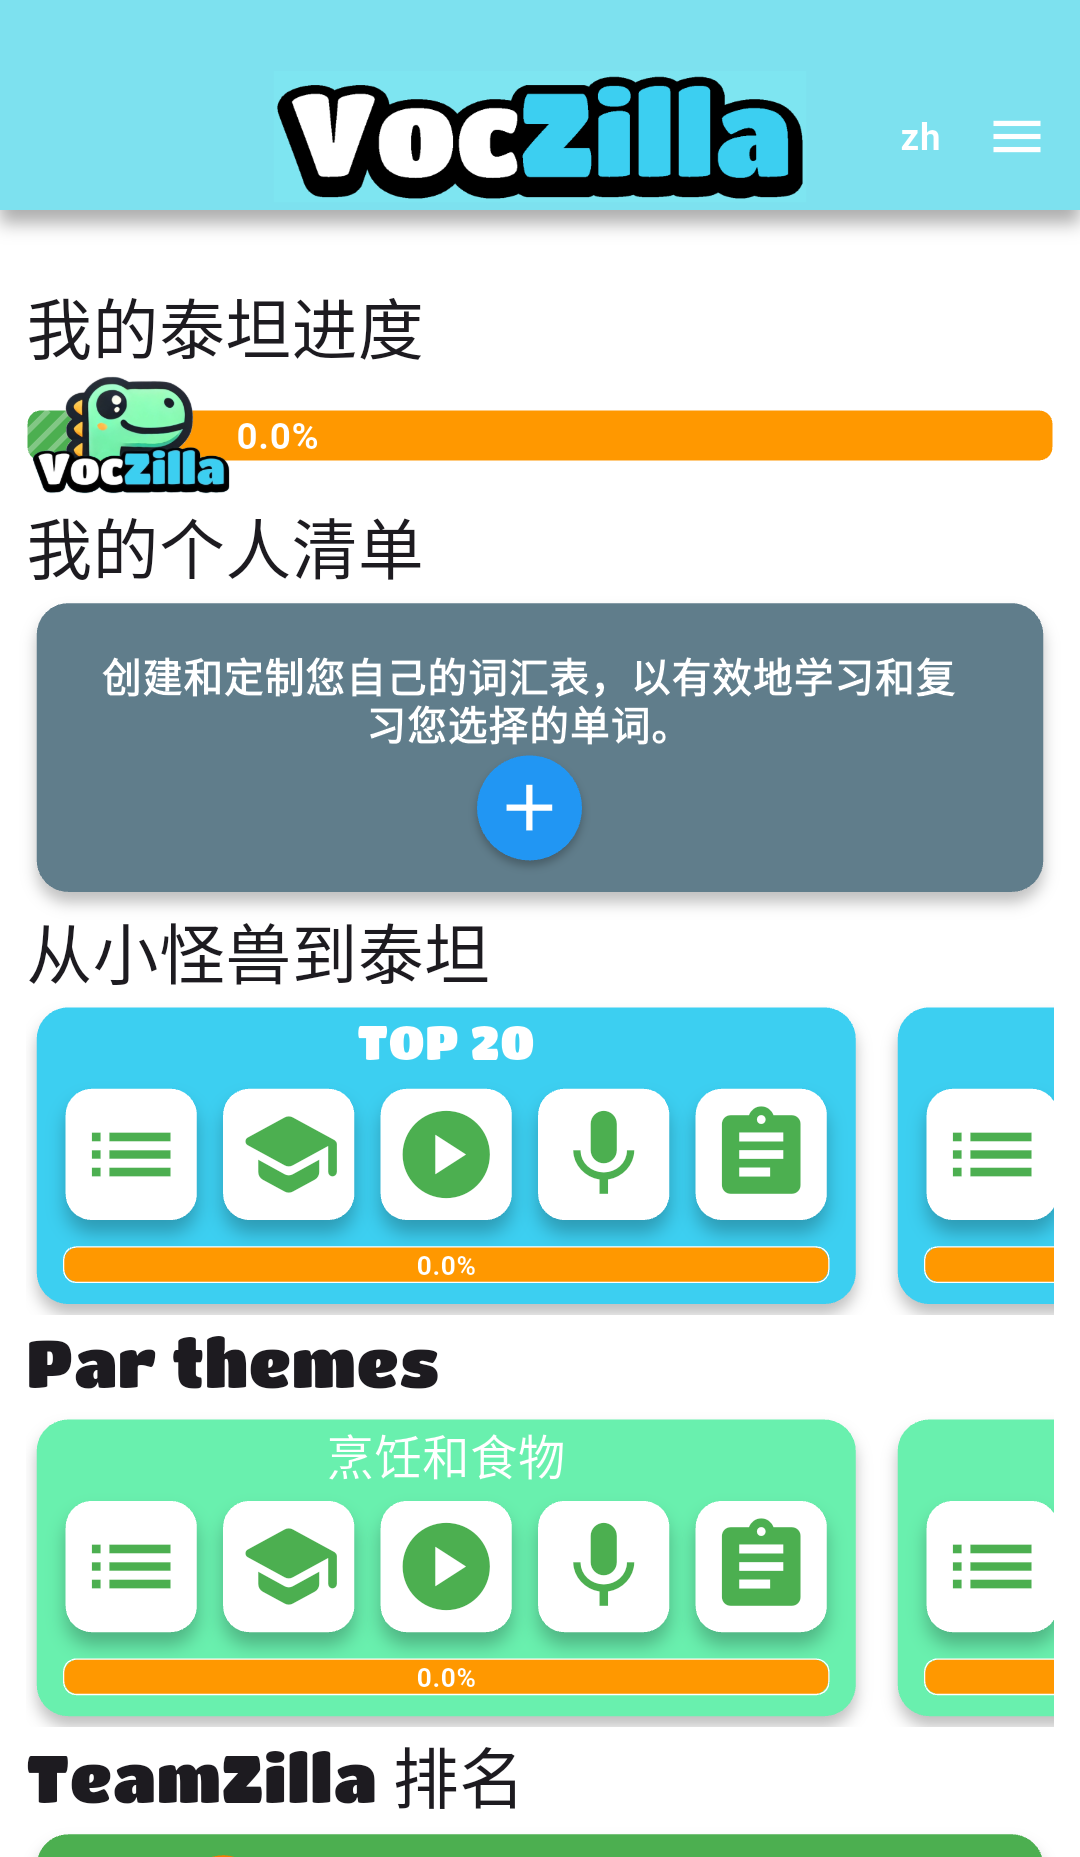 VocZilla
zh
我的泰坦进度
VocZilla
0.0%
我的个人清单
创建和定制您自己的词汇表，以有效地学习和复
习您选择的单词。
从小怪兽到泰坦
TOP 20
0.0%
Par themes
烹饪和食物
0.0%
TeamZilla 排名